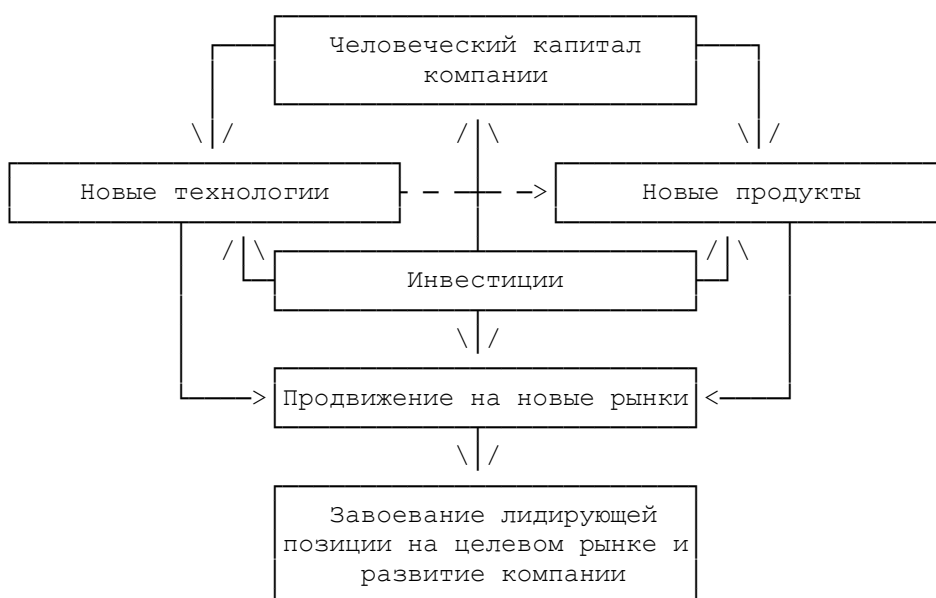 Человеческий капитал
компании
Новые технологии
Новые продукты
Инвестиции
Продвижение на новые рынки
Завоевание лидирующей
позиции на целевом рынке и
развитие компании